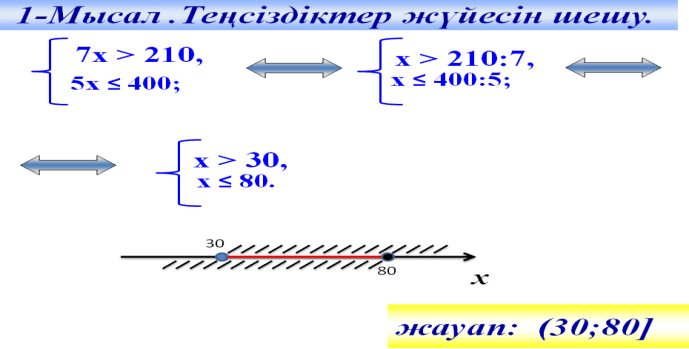 1-Мысал .Теңсіздіктер жүйесін шешу.
7x > 210,
5x ≤ 400;
x > 210:7,
x ≤ 400:5;
x > 30,
x ≤ 80.
30
80
x
жауап: (30;80]